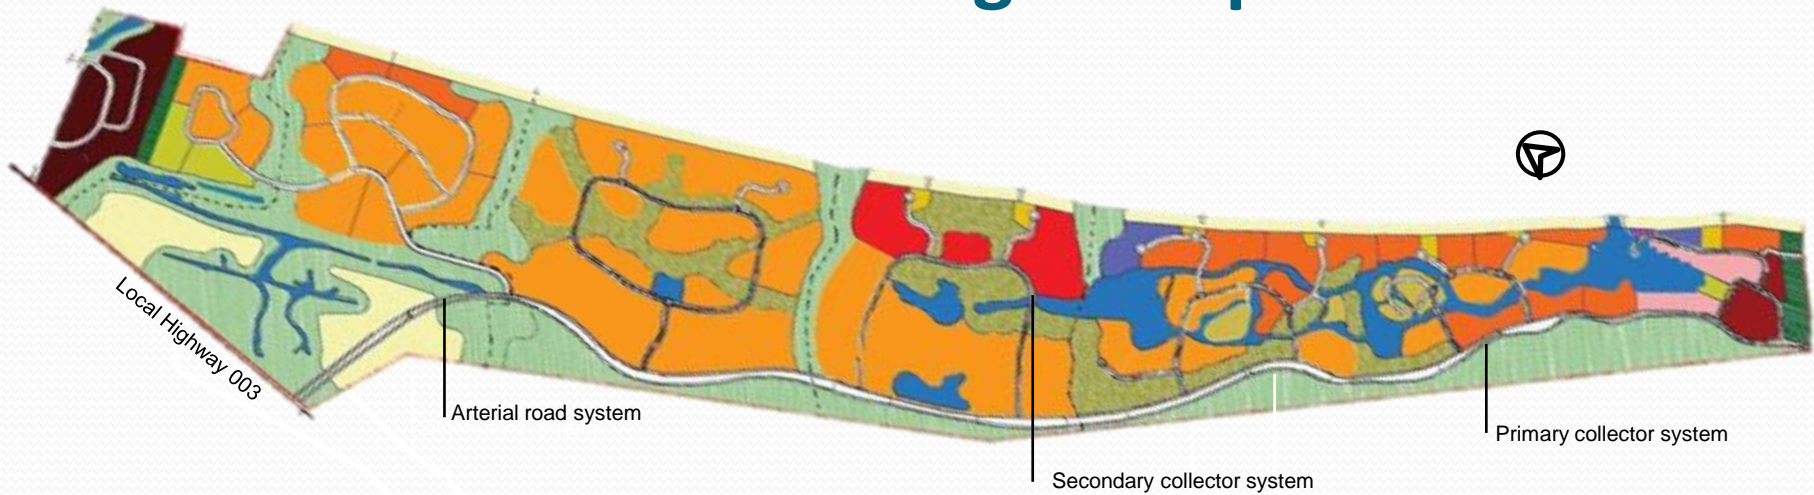 Local Highway 003
Arterial road system
Primary collector system
Secondary collector system